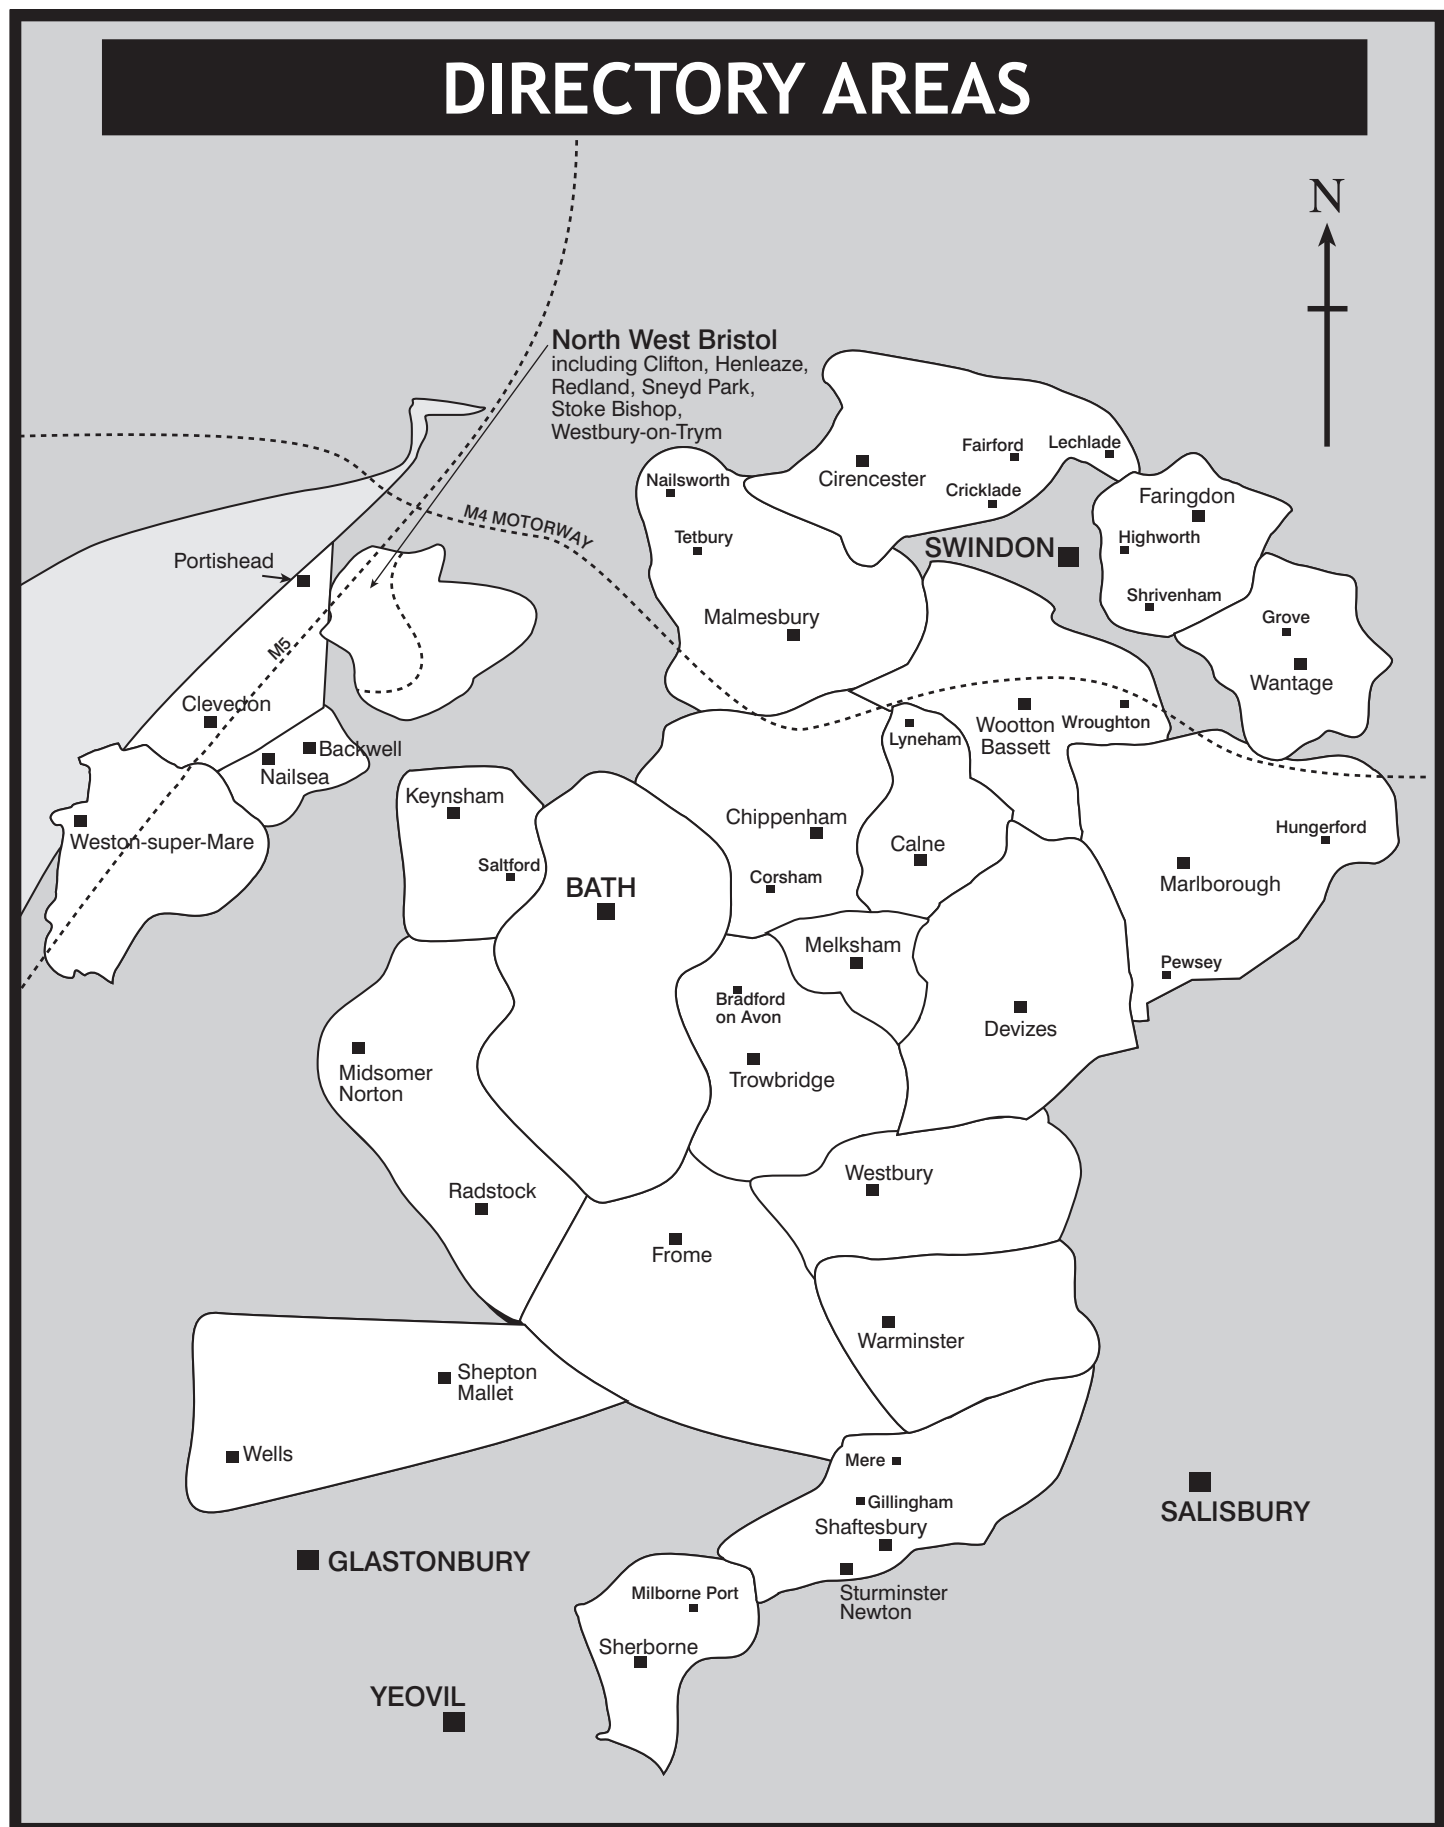 DIRECTORY AREAS
N
North West Bristol
including Clifton, Henleaze,
Redland, Sneyd Park,
Stoke Bishop,
Westbury-on-Trym
Fairford
Lechlade
Cirencester
Nailsworth
Cricklade
Faringdon
M4 MOTORWAY
Tetbury
SWINDON
Highworth
Portishead
Shrivenham
Malmesbury
Grove
M5
Wantage
Clevedon
Wootton
Bassett
Wroughton
Lyneham
Backwell
Nailsea
Keynsham
Chippenham
Hungerford
Weston-super-Mare
Calne
Saltford
Corsham
BATH
Marlborough
Melksham
Pewsey
Bradford
on Avon
Devizes
Midsomer
Norton
Trowbridge
Westbury
Radstock
Frome
Warminster
Shepton
Mallet
Wells
Mere
Gillingham
SALISBURY
Shaftesbury
GLASTONBURY
Milborne Port
Sturminster
Newton
Sherborne
YEOVIL